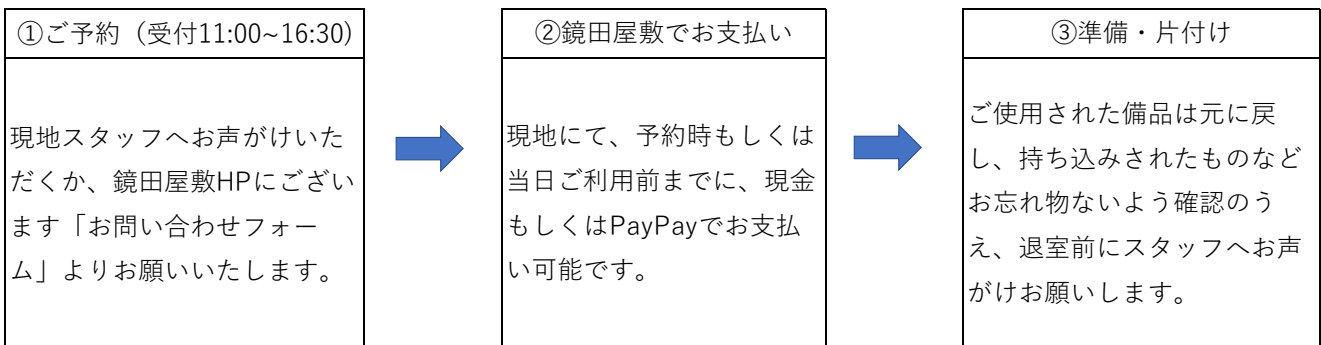 ①ご予約（受付11:00~16:30)
現地スタッフへお声がけいた
だくか、鏡田屋敷HPにござい
ます「お問い合わせフォー
ム」よりお願いいたします。
②鏡田屋敷でお支払い
現地にて、予約時もしくは
当日ご利用前までに、現金
もしくはPayPayでお支払
い可能です。
③準備・片付け
ご使用された備品は元に戻
し、持ち込みされたものなど
お忘れ物ないよう確認のう
え、退室前にスタッフへお声
がけお願いします。